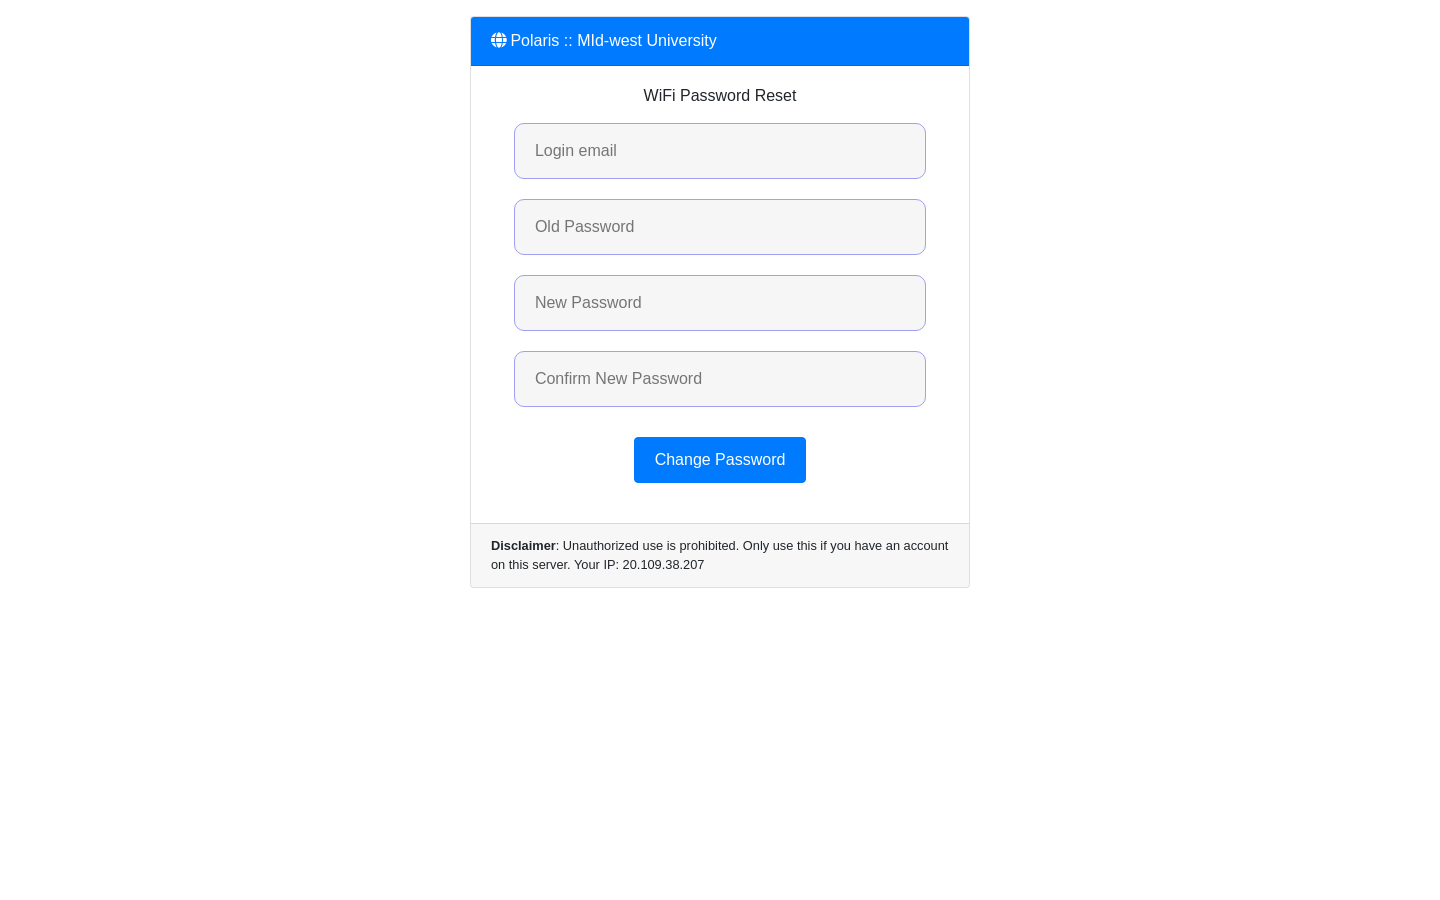 Polaris :: MId-west University
WiFi Password Reset
Login email
Old Password
New Password
Confirm New Password
Change Password
Disclaimer: Unauthorized use is prohibited. Only use this if you have an account
on this server. Your IP: 20.109.38.207